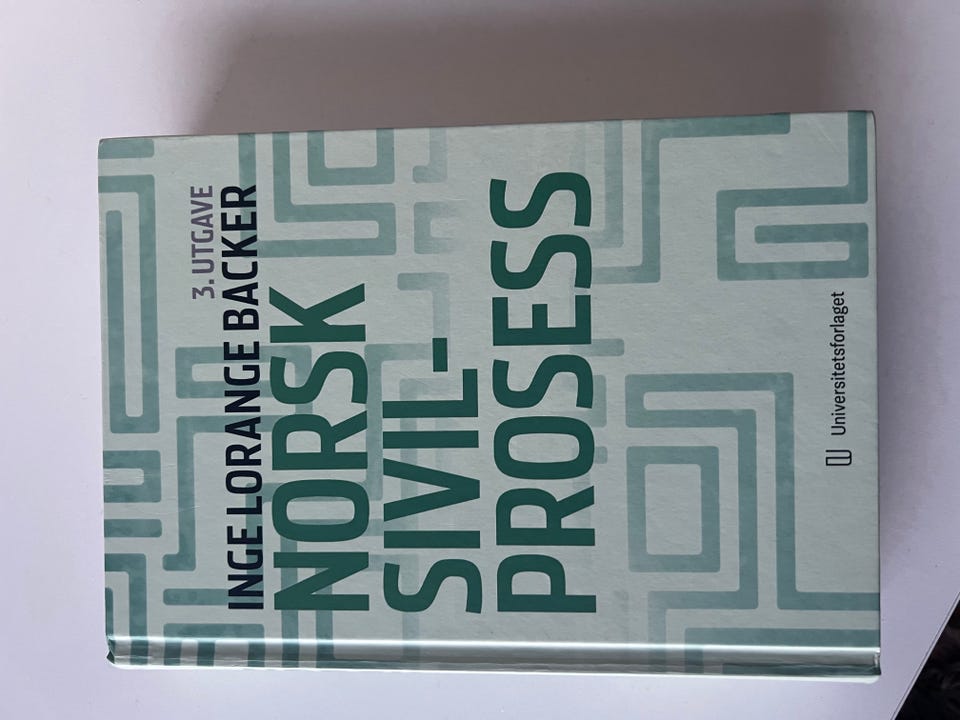 3. UTGAVE
INGE LORANGE BACKER
NORSK
SIVIL-
PROSESS
Universitetsforlaget